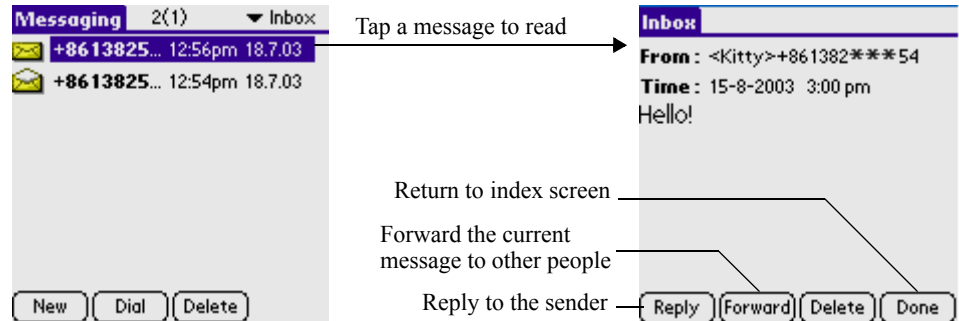 Messaging 2(1) Inbox
+8613825... 12:56pm 18.7.03
+8613825... 12:54pm 18.7.03
New Dial Delete
Tap a message to read
Return to index screen
Forward the current
message to other people
Reply to the sender
Inbox
From : <Kitty>+861382***54
Time : 15-8-2003 3:00 pm
Hello!
Reply Forward Delete Done